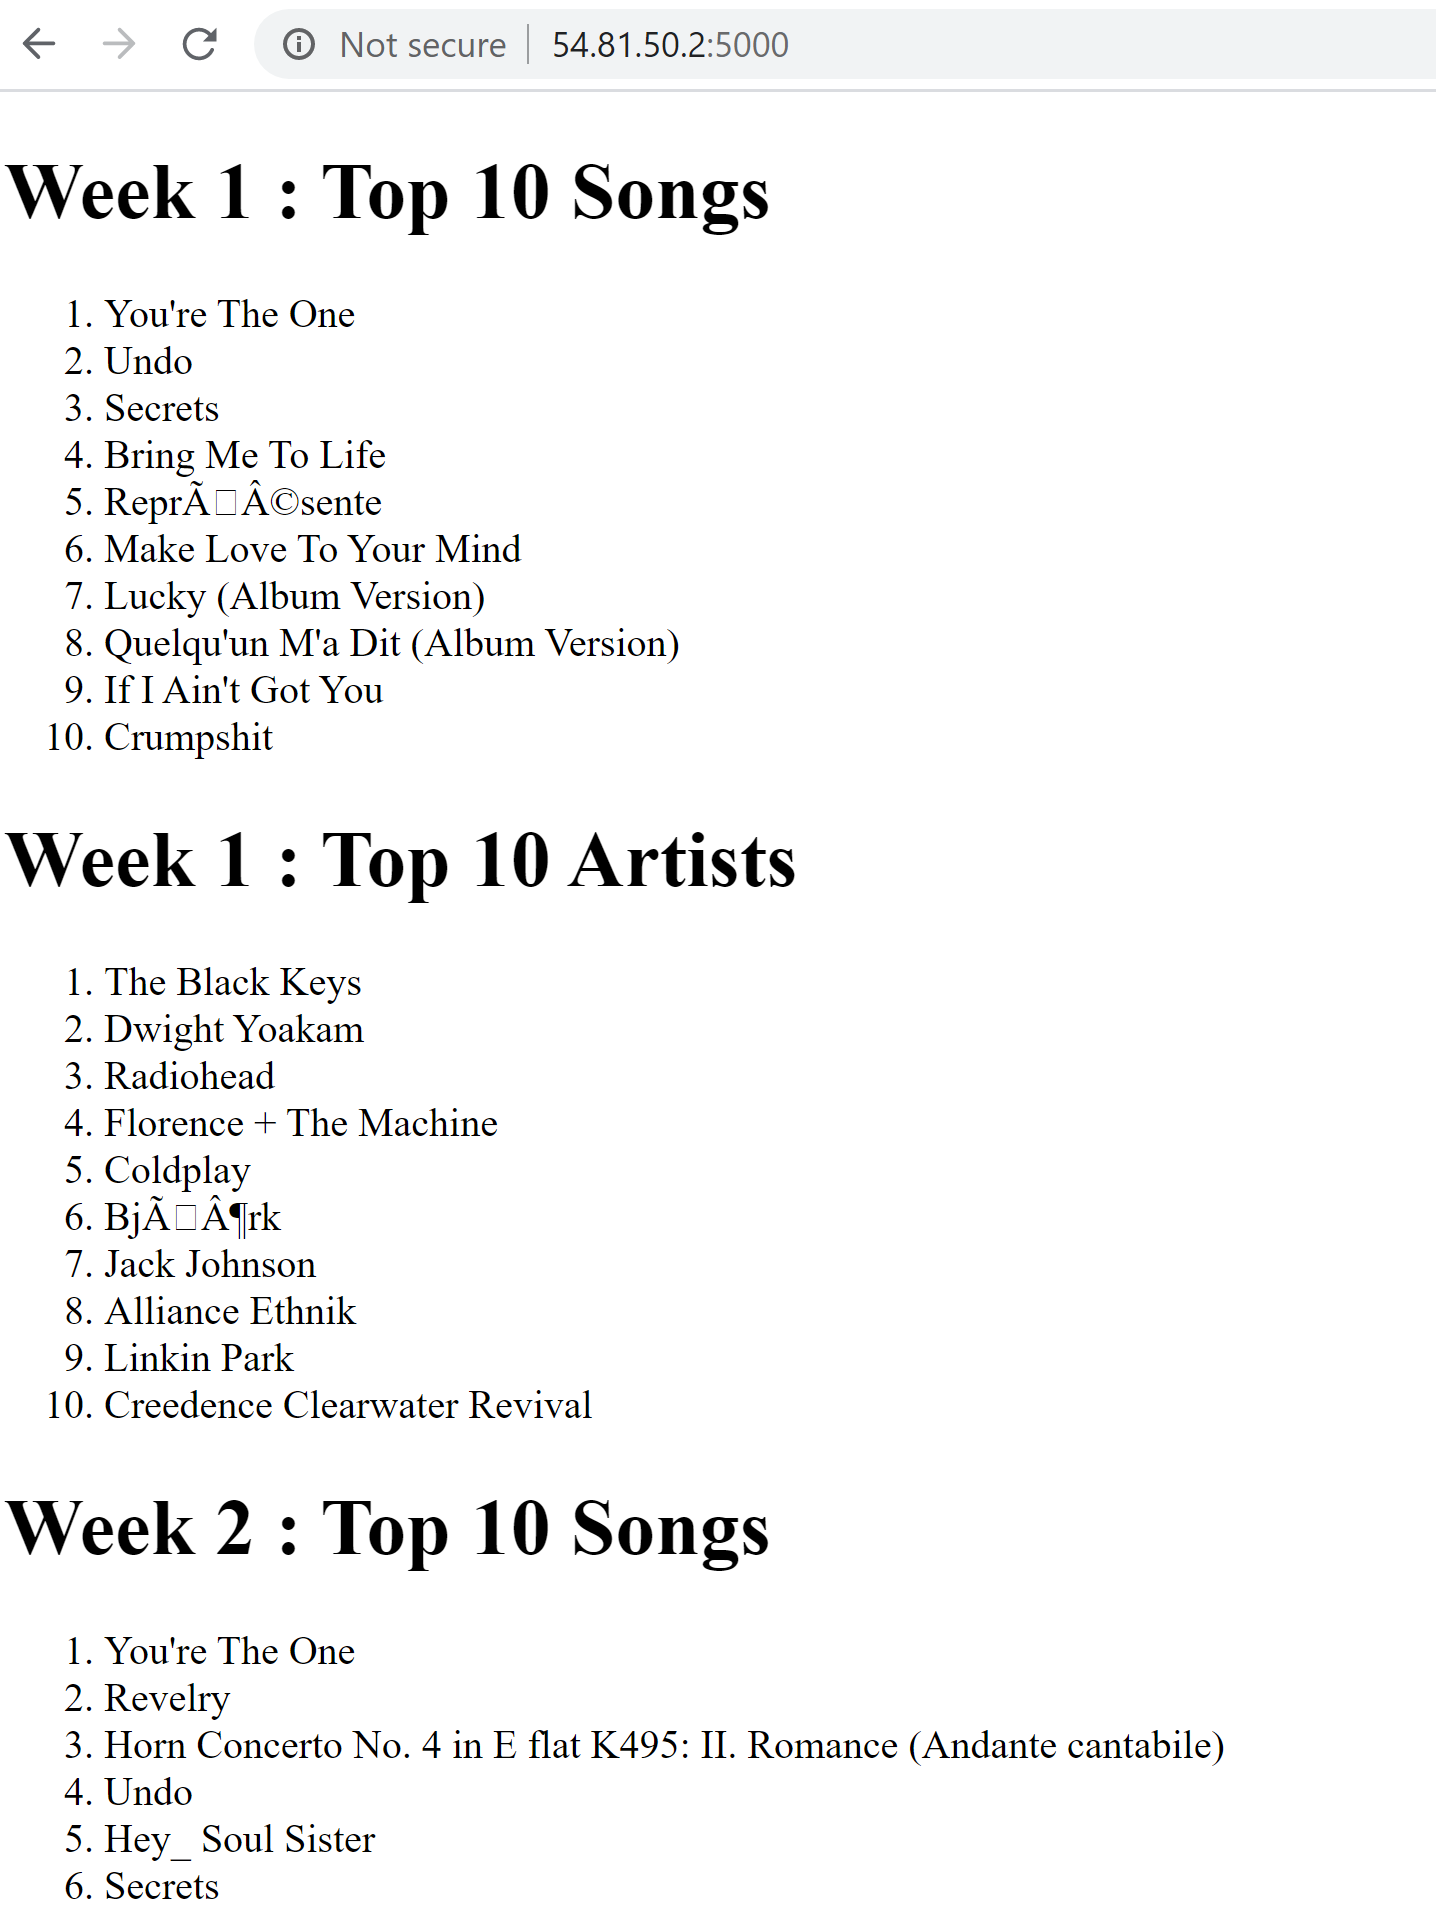 Not secure | 54.81.50.2:5000
Week 1 : Top 10 Songs
1. You're The One
2. Undo
3. Secrets
4. Bring Me To Life
5. ReprÃ□Â©sente
6. Make Love To Your Mind
7. Lucky (Album Version)
8. Quelqu'un M'a Dit (Album Version)
9. If I Ain't Got You
10. Crumpshit
Week 1 : Top 10 Artists
1. The Black Keys
2. Dwight Yoakam
3. Radiohead
4. Florence + The Machine
5. Coldplay
6. BjÃ□Â¶rk
7. Jack Johnson
8. Alliance Ethnik
9. Linkin Park
10. Creedence Clearwater Revival
Week 2 : Top 10 Songs
1. You're The One
2. Revelry
3. Horn Concerto No. 4 in E flat K495: II. Romance (Andante cantabile)
4. Undo
5. Hey_ Soul Sister
6. Secrets